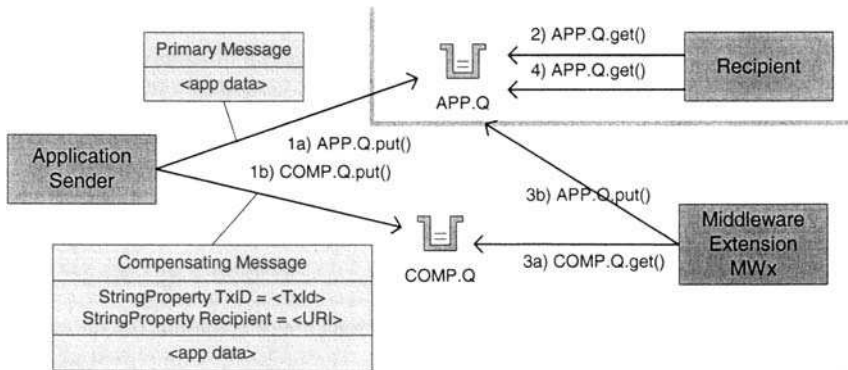 Primary Message
<app data>
2) APP.Q.get()
4) APP.Q.get()
Recipient
APP.Q
Application
Sender
1a) APP.Q.put()
1b) COMP.Q.put()
3b) APP.Q.put()
Middleware
Extension
MWx
COMP.Q
3a) COMP.Q.get()
Compensating Message
StringProperty TxID = <TxId>
StringProperty Recipient = <URI>
<app data>